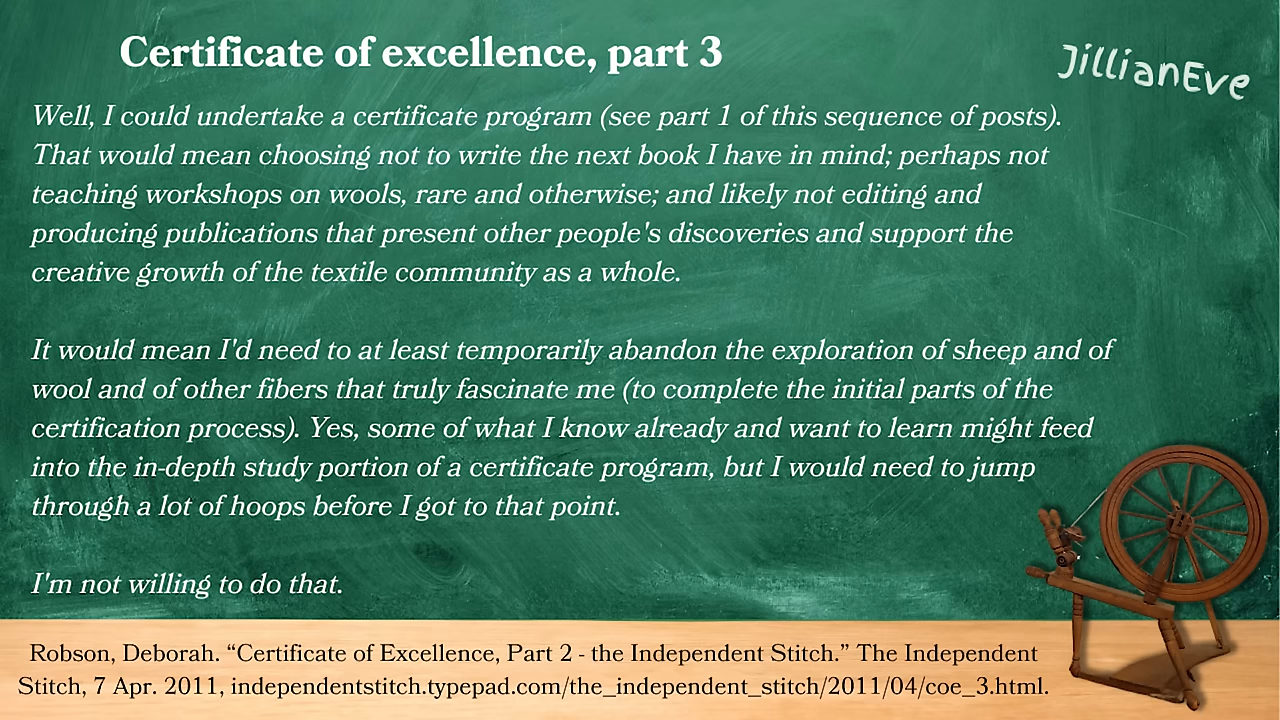 Certificate of excellence, part 3
JillianEve
Well, I could undertake a certificate program (see part 1 of this sequence of posts).
That would mean choosing not to write the next book I have in mind; perhaps not
teaching workshops on wools, rare and otherwise; and likely not editing and
producing publications that present other people's discoveries and support the
creative growth of the textile community as a whole.
It would mean I'd need to at least temporarily abandon the exploration of sheep and of
wool and of other fibers that truly fascinate me (to complete the initial parts of the
certification process). Yes, some of what I know already and want to learn might feed
into the in-depth study portion of a certificate program, but I would need to jump
through a lot of hoops before I got to that point.
I'm not willing to do that.
Robson, Deborah. “Certificate of Excellence, Part 2 - the Independent Stitch.” The Independent
Stitch, 7 Apr. 2011, independentstitch.typepad.com/the_independent_stitch/2011/04/coe_3.html.